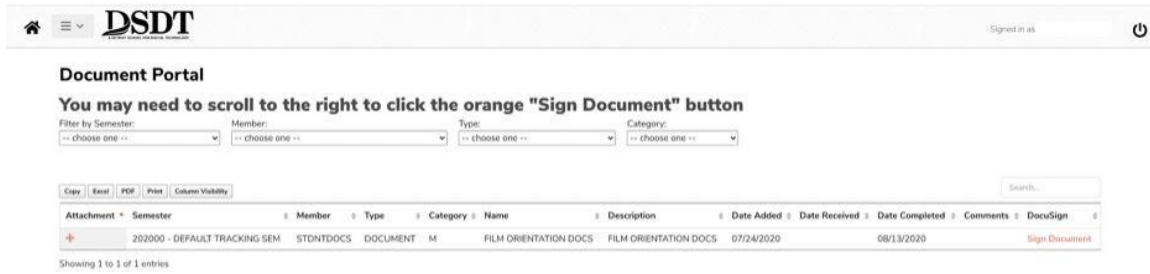 DSDT
Signed in as
Document Portal
You may need to scroll to the right to click the orange "Sign Document" button
Filter by Semester: Member: Type: Category:
-- choose one -- -- choose one -- -- choose one -- -- choose one --
Copy Excel PDF Print Column Visibility Search...
Attachment Semester Member Type Category Name Description Date Added Date Received Date Completed Comments DocuSign
202000 - DEFAULT TRACKING SEM STDNTDOCS DOCUMENT M FILM ORIENTATION DOCS FILM ORIENTATION DOCS 07/24/2020 08/13/2020 Sign Document
Showing 1 to 1 of 1 entries